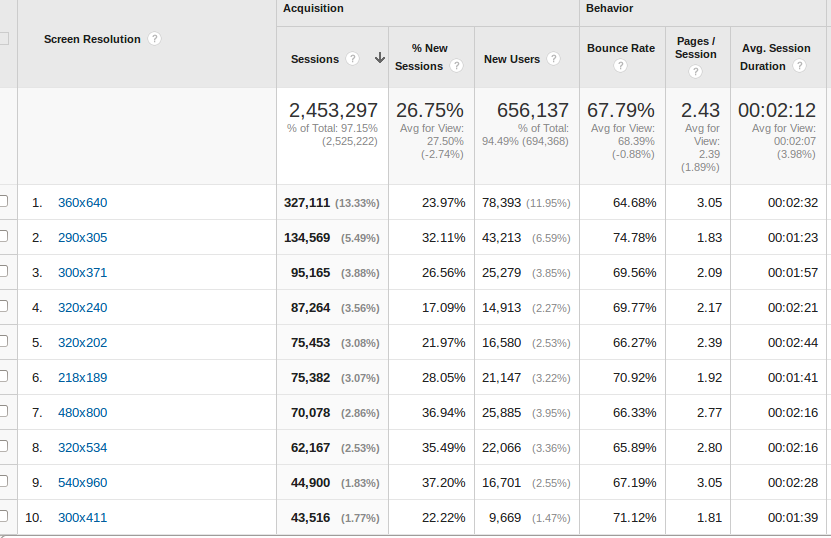 Acquisition Behavior
Screen Resolution ? Sessions ? % New Sessions ? New Users ? Bounce Rate ? Pages / Session ? Avg. Session Duration ?
2,453,297 26.75% 656,137 67.79% 2.43 00:02:12
% of Total: 97.15% (2,525,222) Avg for View: 27.50% (-2.74%) % of Total: 94.49% (694,368) Avg for View: 68.39% (-0.88%) Avg for View: 2.39 (1.89%) Avg for View: 00:02:07 (3.98%)
1. 360x640 327,111 (13.33%) 23.97% 78,393 (11.95%) 64.68% 3.05 00:02:32
2. 290x305 134,569 (5.49%) 32.11% 43,213 (6.59%) 74.78% 1.83 00:01:23
3. 300x371 95,165 (3.88%) 26.56% 25,279 (3.85%) 69.56% 2.09 00:01:57
4. 320x240 87,264 (3.56%) 17.09% 14,913 (2.27%) 69.77% 2.17 00:02:21
5. 320x202 75,453 (3.08%) 21.97% 16,580 (2.53%) 66.27% 2.39 00:02:44
6. 218x189 75,382 (3.07%) 28.05% 21,147 (3.22%) 70.92% 1.92 00:01:41
7. 480x800 70,078 (2.86%) 36.94% 25,885 (3.95%) 66.33% 2.77 00:02:16
8. 320x534 62,167 (2.53%) 35.49% 22,066 (3.36%) 65.89% 2.80 00:02:16
9. 540x960 44,900 (1.83%) 37.20% 16,701 (2.55%) 67.19% 3.05 00:02:28
10. 300x411 43,516 (1.77%) 22.22% 9,669 (1.47%) 71.12% 1.81 00:01:39